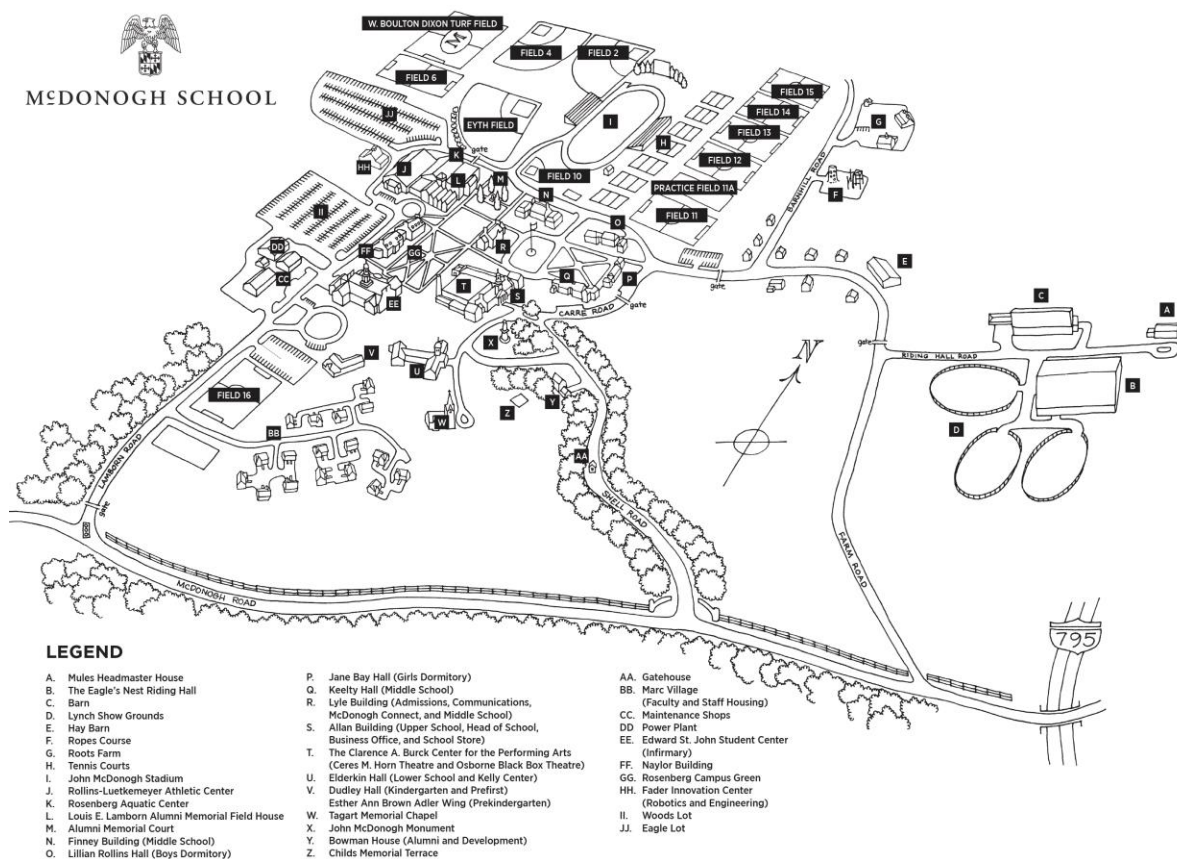 McDONOGH SCHOOL
W. BOULTON DIXON TURF FIELD
M
FIELD 4
FIELD 2
FIELD 6
FIELD 15
JJ
EYTH FIELD
I
FIELD 14
G
FIELD 13
H
K
gate
HH
J
FIELD 12
L
M
FIELD 10
PRACTICE FIELD 11A
BARNHILL ROAD
F
N
II
FIELD 11
O
DD
FF
GG
R
E
CC
T
Q
P
gate
EE
S
gate
C
A
CARRE ROAD
X
gate
RIDING HALL ROAD
V
U
N
B
FIELD 16
Y
Z
W
D
BB
AA
LAMBORN ROAD
gate
SHELL ROAD
FARM ROAD
McDONOGH ROAD
795
LEGEND
A. Mules Headmaster House
B. The Eagle's Nest Riding Hall
C. Barn
D. Lynch Show Grounds
E. Hay Barn
F. Ropes Course
G. Roots Farm
H. Tennis Courts
I. John McDonogh Stadium
J. Rollins-Luetkemeyer Athletic Center
K. Rosenberg Aquatic Center
L. Louis E. Lamborn Alumni Memorial Field House
M. Alumni Memorial Court
N. Finney Building (Middle School)
O. Lillian Rollins Hall (Boys Dormitory)
P. Jane Bay Hall (Girls Dormitory)
Q. Keelty Hall (Middle School)
R. Lyle Building (Admissions, Communications,
McDonogh Connect, and Middle School)
S. Allan Building (Upper School, Head of School,
Business Office, and School Store)
T. The Clarence A. Burck Center for the Performing Arts
(Ceres M. Horn Theatre and Osborne Black Box Theatre)
U. Elderkin Hall (Lower School and Kelly Center)
V. Dudley Hall (Kindergarten and Prefirst)
Esther Ann Brown Adler Wing (Prekindergarten)
W. Tagart Memorial Chapel
X. John McDonogh Monument
Y. Bowman House (Alumni and Development)
Z. Childs Memorial Terrace
AA. Gatehouse
BB. Marc Village
(Faculty and Staff Housing)
CC. Maintenance Shops
DD Power Plant
EE. Edward St. John Student Center
(Infirmary)
FF. Naylor Building
GG. Rosenberg Campus Green
HH. Fader Innovation Center
(Robotics and Engineering)
II. Woods Lot
JJ. Eagle Lot